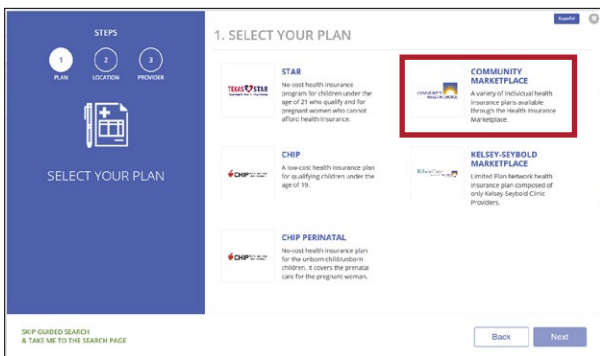 Español
STEPS
1
2
3
PLAN
LOCATION
PROVIDER
SELECT YOUR PLAN
1. SELECT YOUR PLAN
TEXAS STAR
STAR
No-cost health insurance
program for children under the
age of 21 who qualify and for
pregnant women who cannot
afford health insurance.
COMMUNITY
MARKETPLACE
A variety of individual health
insurance plans available
through the Health Insurance
Marketplace.
CHIP
CHIP
A low-cost health insurance plan
for qualifying children under the
age of 19.
KELSEY-SEYBOLD
MARKETPLACE
Limited Plan Network health
insurance plan composed of
only Kelsey-Seybold Clinic
Providers.
CHIP
CHIP PERINATAL
No-cost health insurance plan
for the unborn child/unborn
children. It covers the prenatal
care for the pregnant woman.
SKIP GUIDED SEARCH
& TAKE ME TO THE SEARCH PAGE
Back
Next